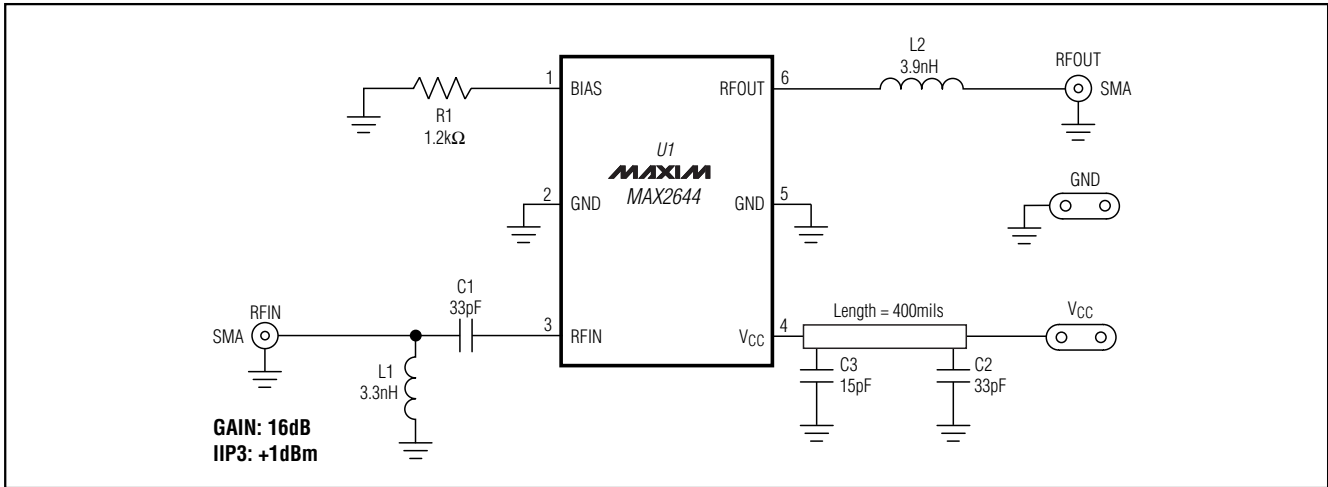 L2
3.9nH
RFOUT
SMA
1
BIAS
RFOUT
6
R1
1.2kΩ
U1
MAXIM
MAX2644
2
GND
GND
5
GND
C1
33pF
RFIN
SMA
3
RFIN
VCC
4
Length = 400mils
VCC
L1
3.3nH
C3
15pF
C2
33pF
GAIN: 16dB
IIP3: +1dBm